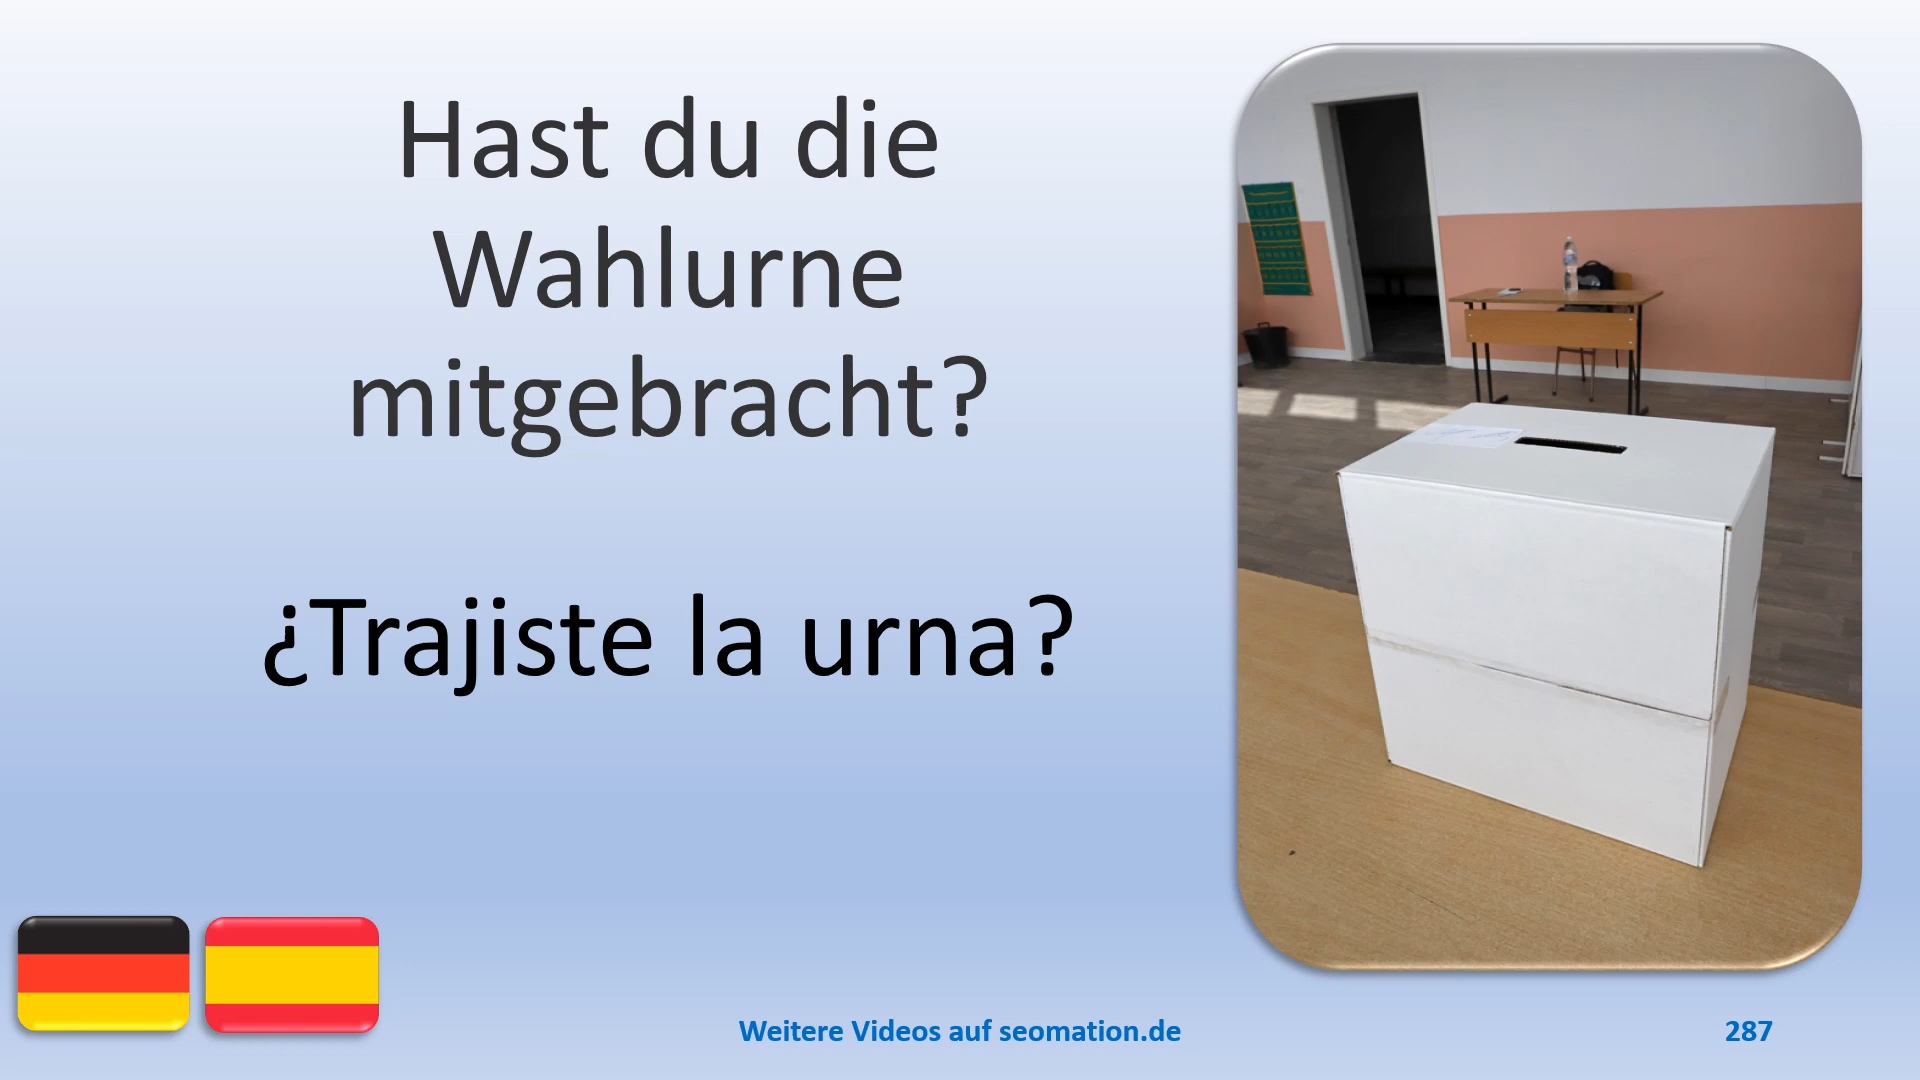 Hast du die
Wahlurne
mitgebracht?
¿Trajiste la urna?
Weitere Videos auf seomation.de
287